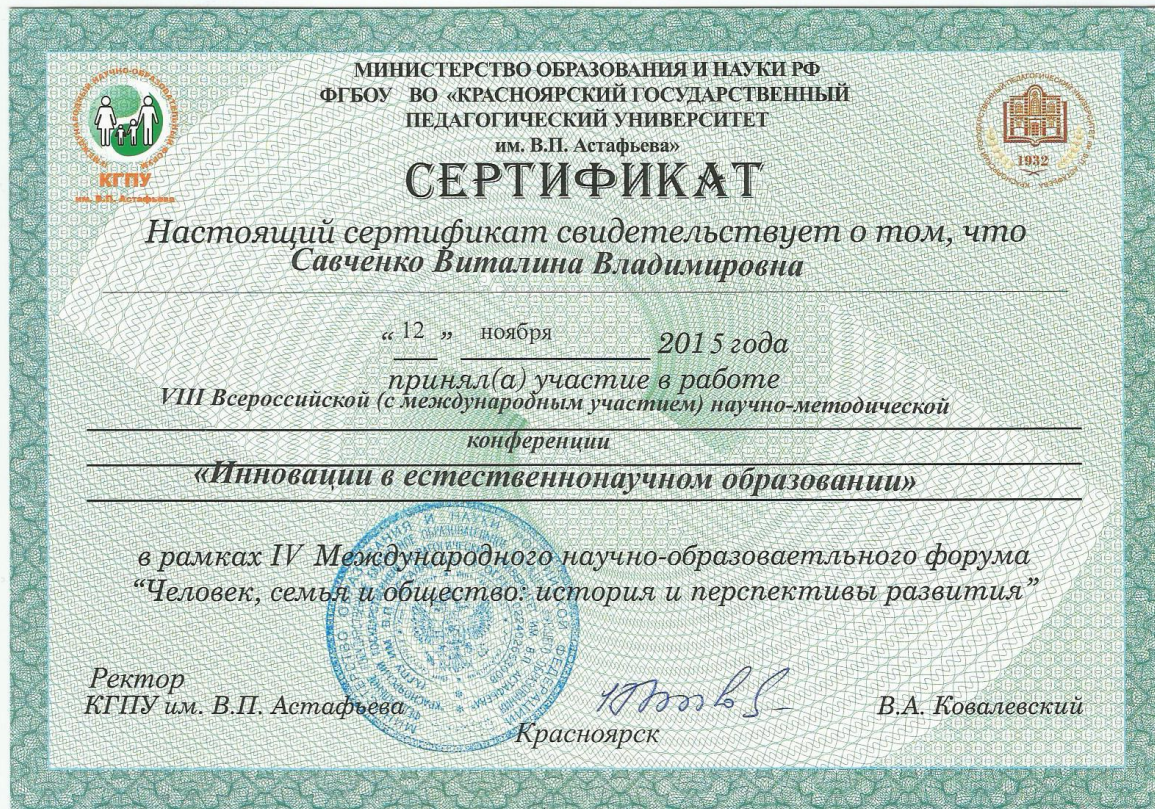 МИНИСТЕРСТВО ОБРАЗОВАНИЯ И НАУКИ РФ
ФГБОУ ВО «КРАСНОЯРСКИЙ ГОСУДАРСТВЕННЫЙ
ПЕДАГОГИЧЕСКИЙ УНИВЕРСИТЕТ
им. В.П. Астафьева»
КГПУ
им. В.П. Астафьева
1932
СЕРТИФИКАТ
Настоящий сертификат свидетельствует о том, что
Савченко Виталина Владимировна
“ 12 ” ноября 2015 года
принял(а) участие в работе
VIII Всероссийской (с международным участием) научно-методической
конференции
«Инновации в естественнонаучном образовании»
в рамках IV Международного научно-образоваетльного форума
“Человек, семья и общество: история и перспективы развития”
Ректор
КГПУ им. В.П. Астафьева
В.А. Ковалевский
Красноярск